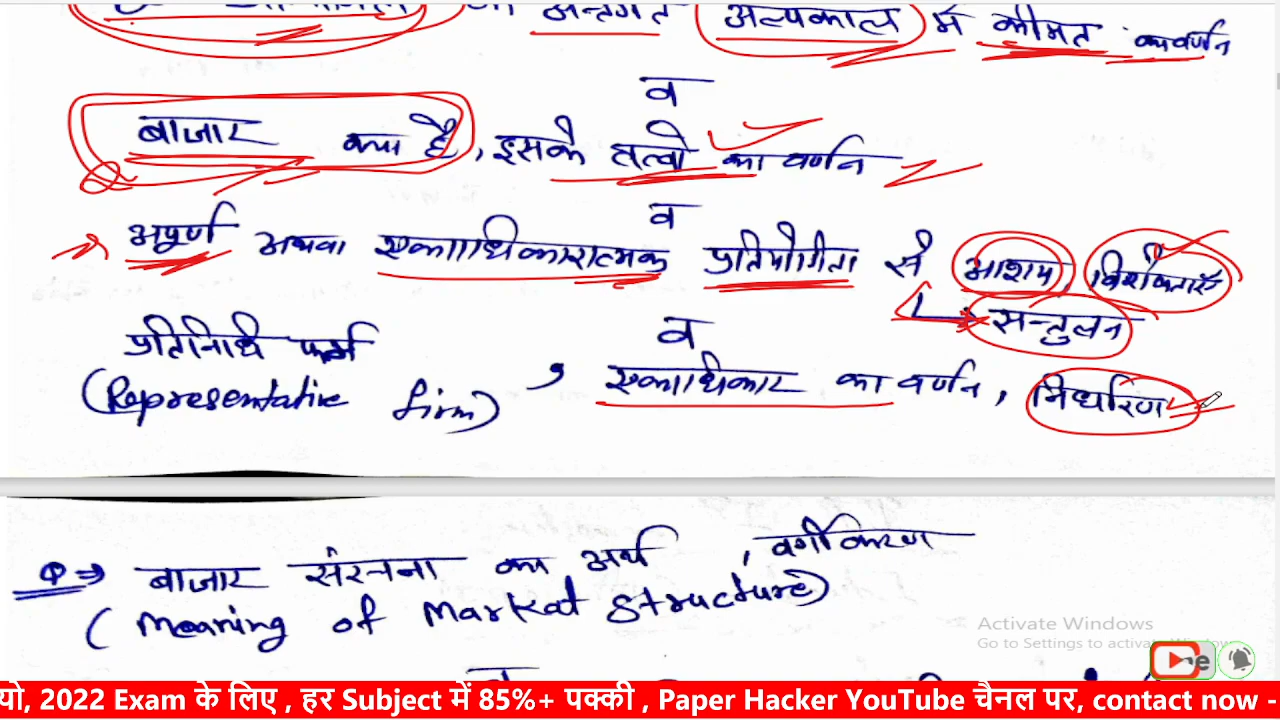 के अन्तर्गत अल्पकाल में कीमत का वर्णन
व
बाजार क्या है, इसके तत्वो का वर्णन
व
अपूर्ण अथवा एकाधिकारात्मक प्रतियोगिता से आशय, विशेषताएँ
सन्तुलन
प्रतिनिधि फर्म
व
(Representative firm) , एकाधिकार का वर्णन, निर्धारण
Q⇒ बाजार संरचना का अर्थ , वर्गीकरण
(Meaning of Market Structure)
व
Activate Windows
Go to Settings to activate Windows.
यो, 2022 Exam के लिए , हर Subject में 85%+ पक्की , Paper Hacker YouTube चैनल पर, contact now -